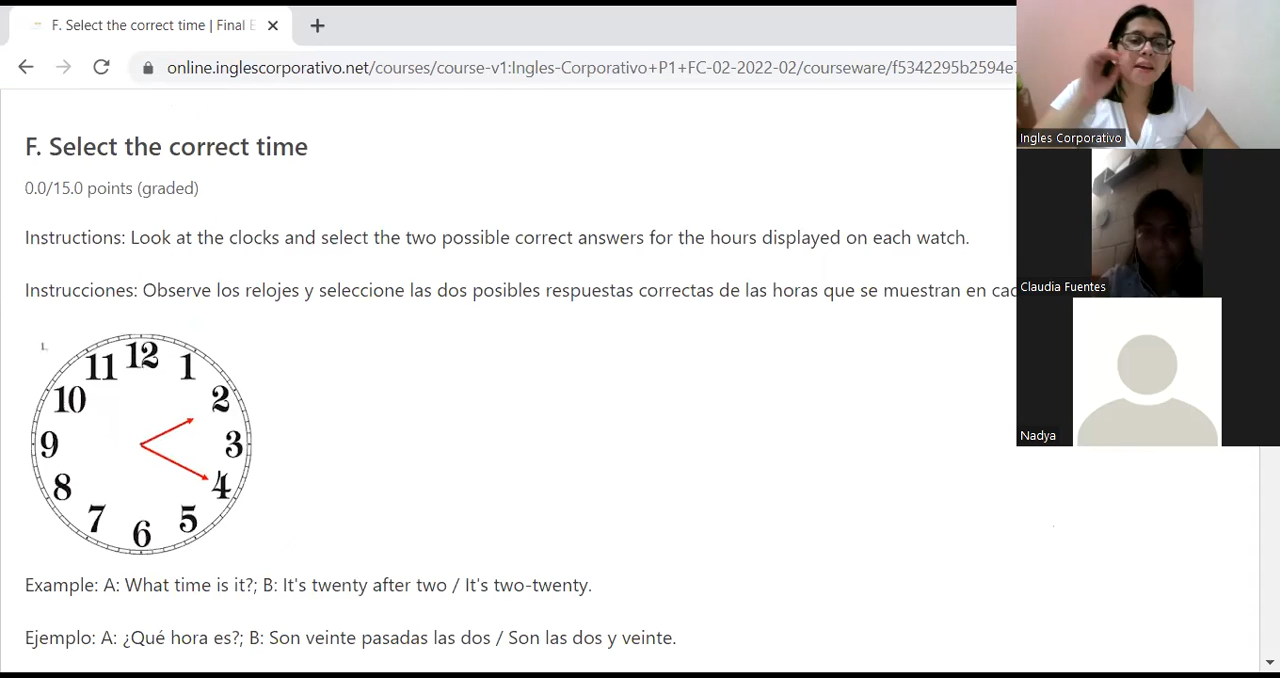 F. Select the correct time | Final E
online.inglescorporativo.net/courses/course-v1:Ingles-Corporativo+P1+FC-02-2022-02/courseware/f5342295b2594e7
F. Select the correct time
0.0/15.0 points (graded)
Instructions: Look at the clocks and select the two possible correct answers for the hours displayed on each watch.
Instrucciones: Observe los relojes y seleccione las dos posibles respuestas correctas de las horas que se muestran en cad
1.
12
11 1
10 2
9 3
8 4
7 5
6
Example: A: What time is it?; B: It's twenty after two / It's two-twenty.
Ejemplo: A: ¿Qué hora es?; B: Son veinte pasadas las dos / Son las dos y veinte.
Ingles Corporativo
Claudia Fuentes
Nadya